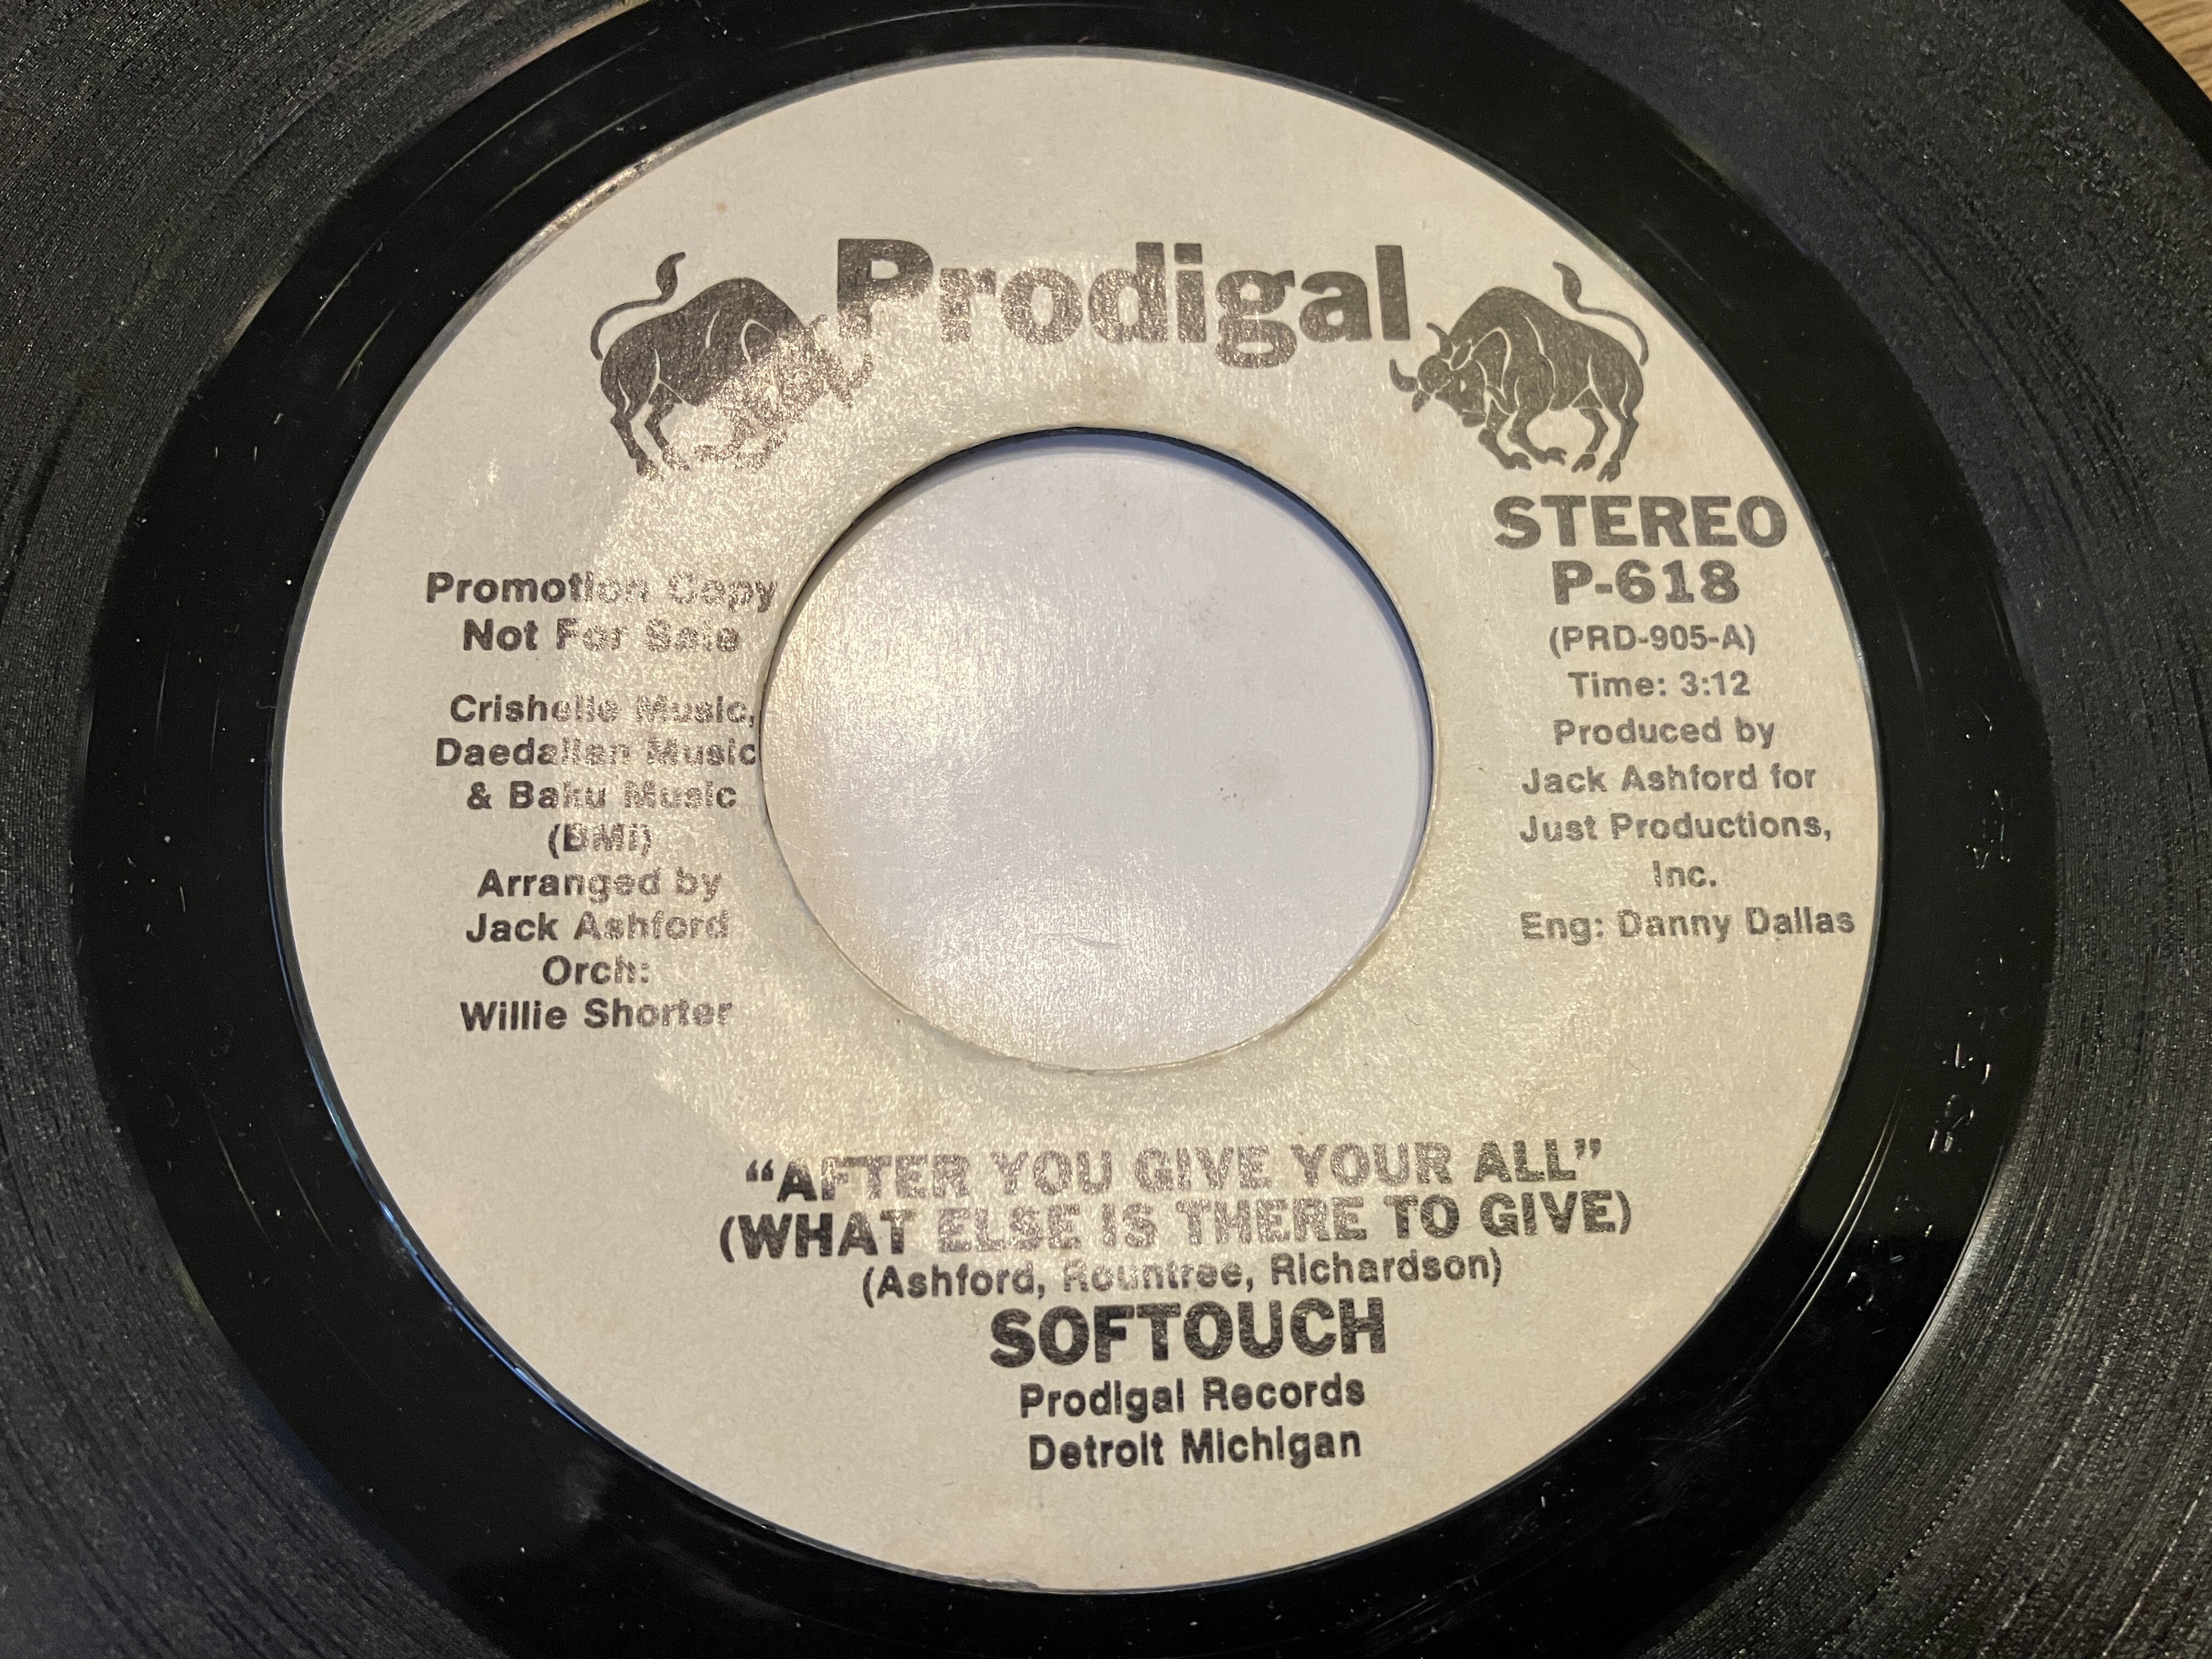 Prodigal
STEREO
P-618
(PRD-905-A)
Time: 3:12
Produced by
Jack Ashford for
Just Productions,
Inc.
Eng: Danny Dallas
Promotion Copy
Not For Sale
Crishelle Music,
Daedalian Music
& Baku Music
(BMI)
Arranged by
Jack Ashford
Orch:
Willie Shorter
“AFTER YOU GIVE YOUR ALL”
(WHAT ELSE IS THERE TO GIVE)
(Ashford, Rountree, Richardson)
SOFTOUCH
Prodigal Records
Detroit Michigan